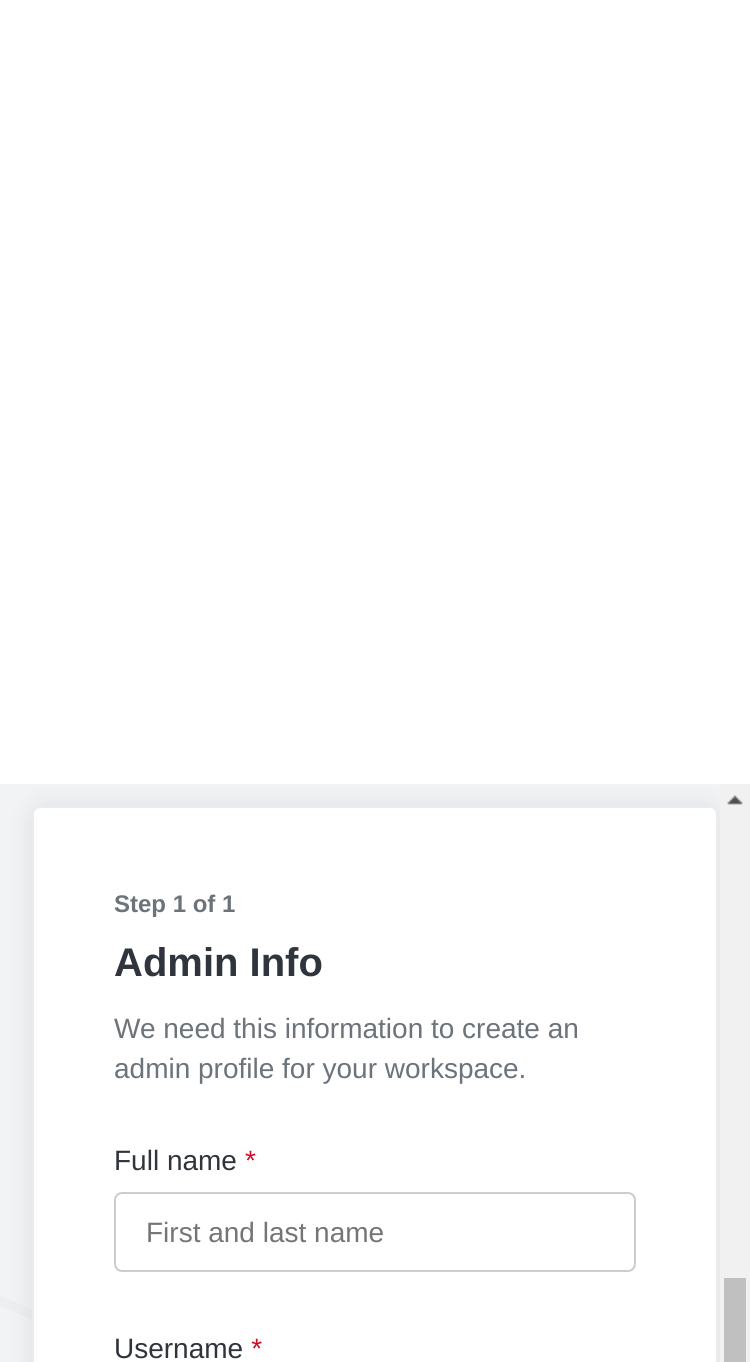 Step 1 of 1
Admin Info
We need this information to create an
admin profile for your workspace.
Full name *
First and last name
Username *